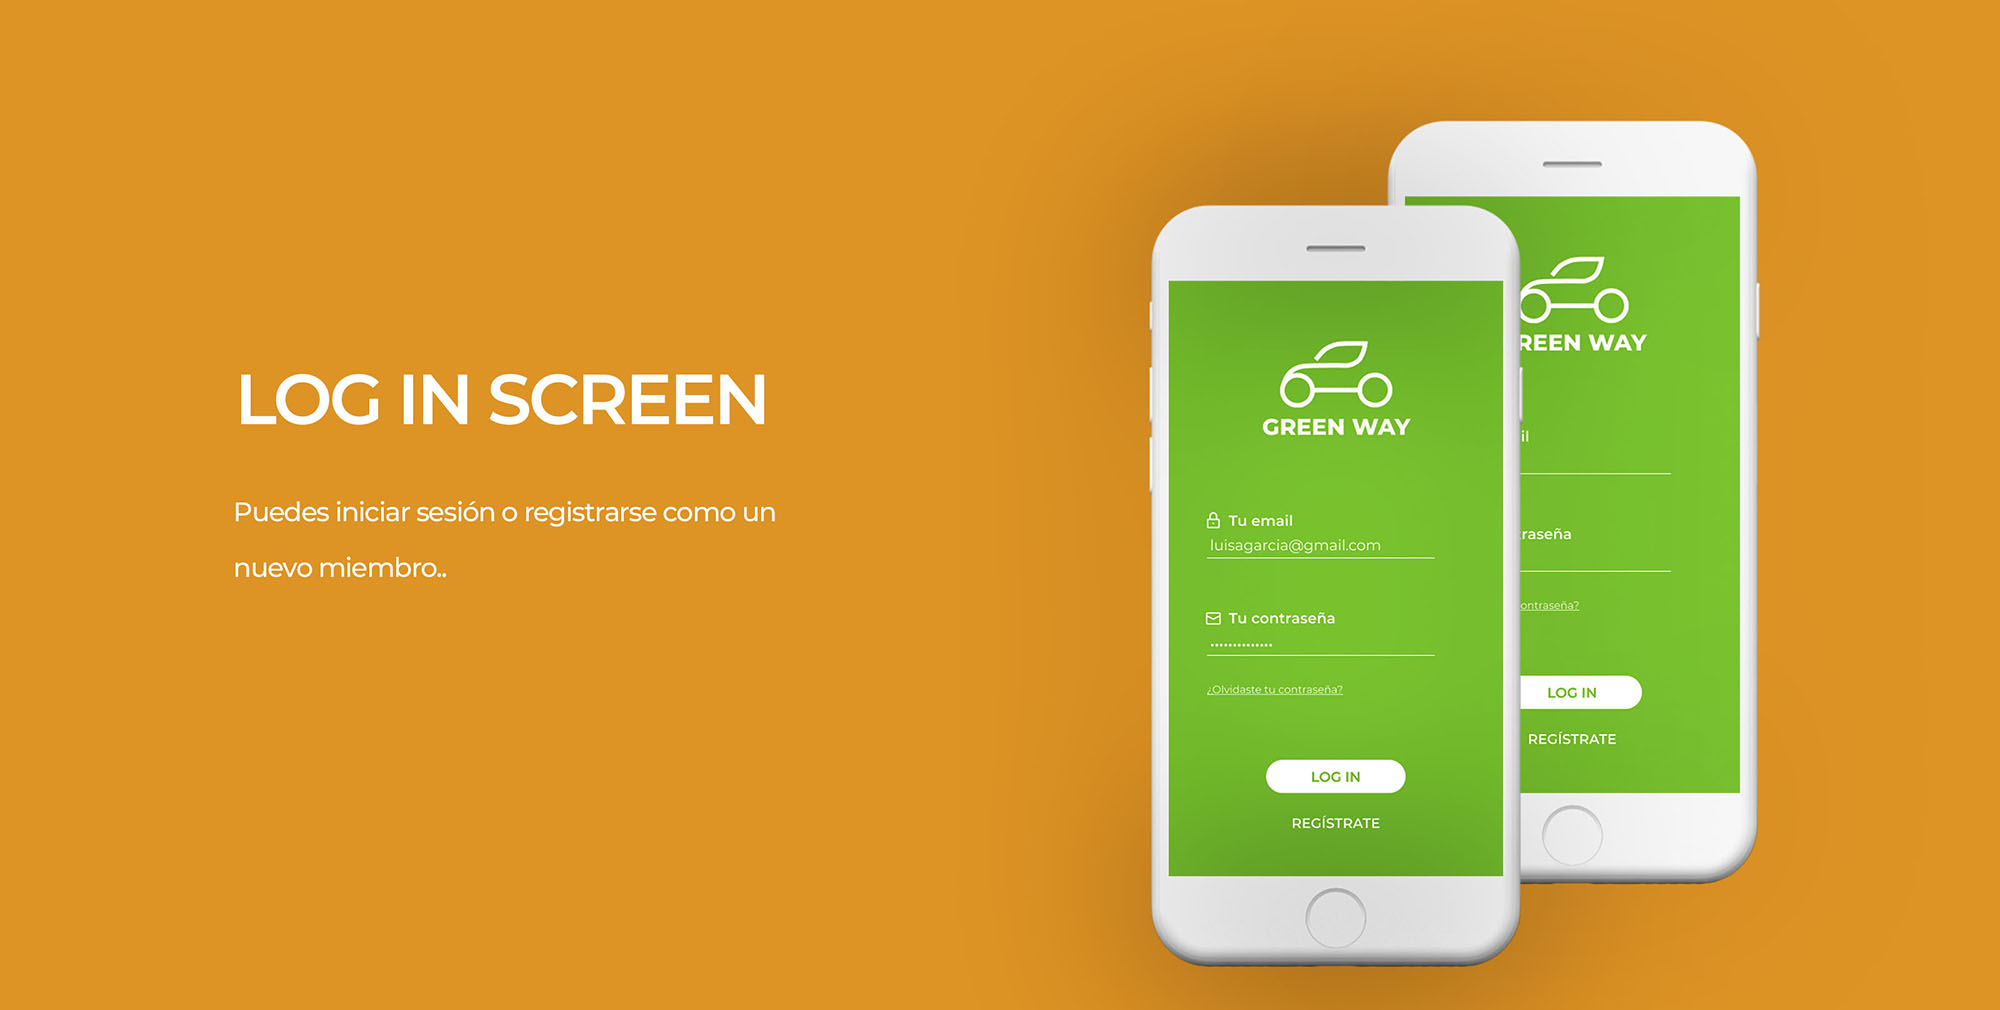 LOG IN SCREEN
Puedes iniciar sesión o registrarse como un
nuevo miembro..
GREEN WAY
Tu email
luisagarcia@gmail.com
Tu contraseña
••••••••••••••
¿Olvidaste tu contraseña?
LOG IN
REGÍSTRATE
REEN WAY
il
raseña
ontraseña?
LOG IN
REGÍSTRATE